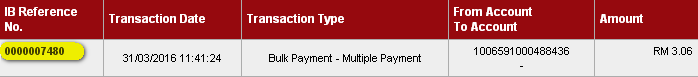 IB Reference No.
Transaction Date
Transaction Type
From Account
To Account
Amount
0000007480
31/03/2016 11:41:24
Bulk Payment - Multiple Payment
1006591000488436
-
RM 3.06